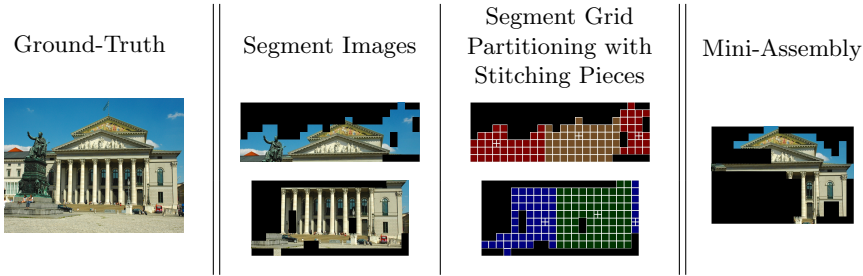 Ground-Truth
Segment Images
Segment Grid
Partitioning with
Stitching Pieces
Mini-Assembly